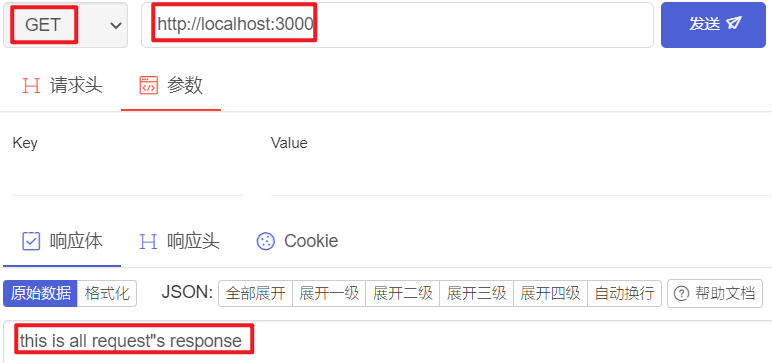 GET http://localhost:3000 发送
请求头 参数
Key Value
响应体 响应头 Cookie
原始数据 格式化 JSON: 全部展开 展开一级 展开二级 展开三级 展开四级 自动换行 帮助文档
this is all request"s response